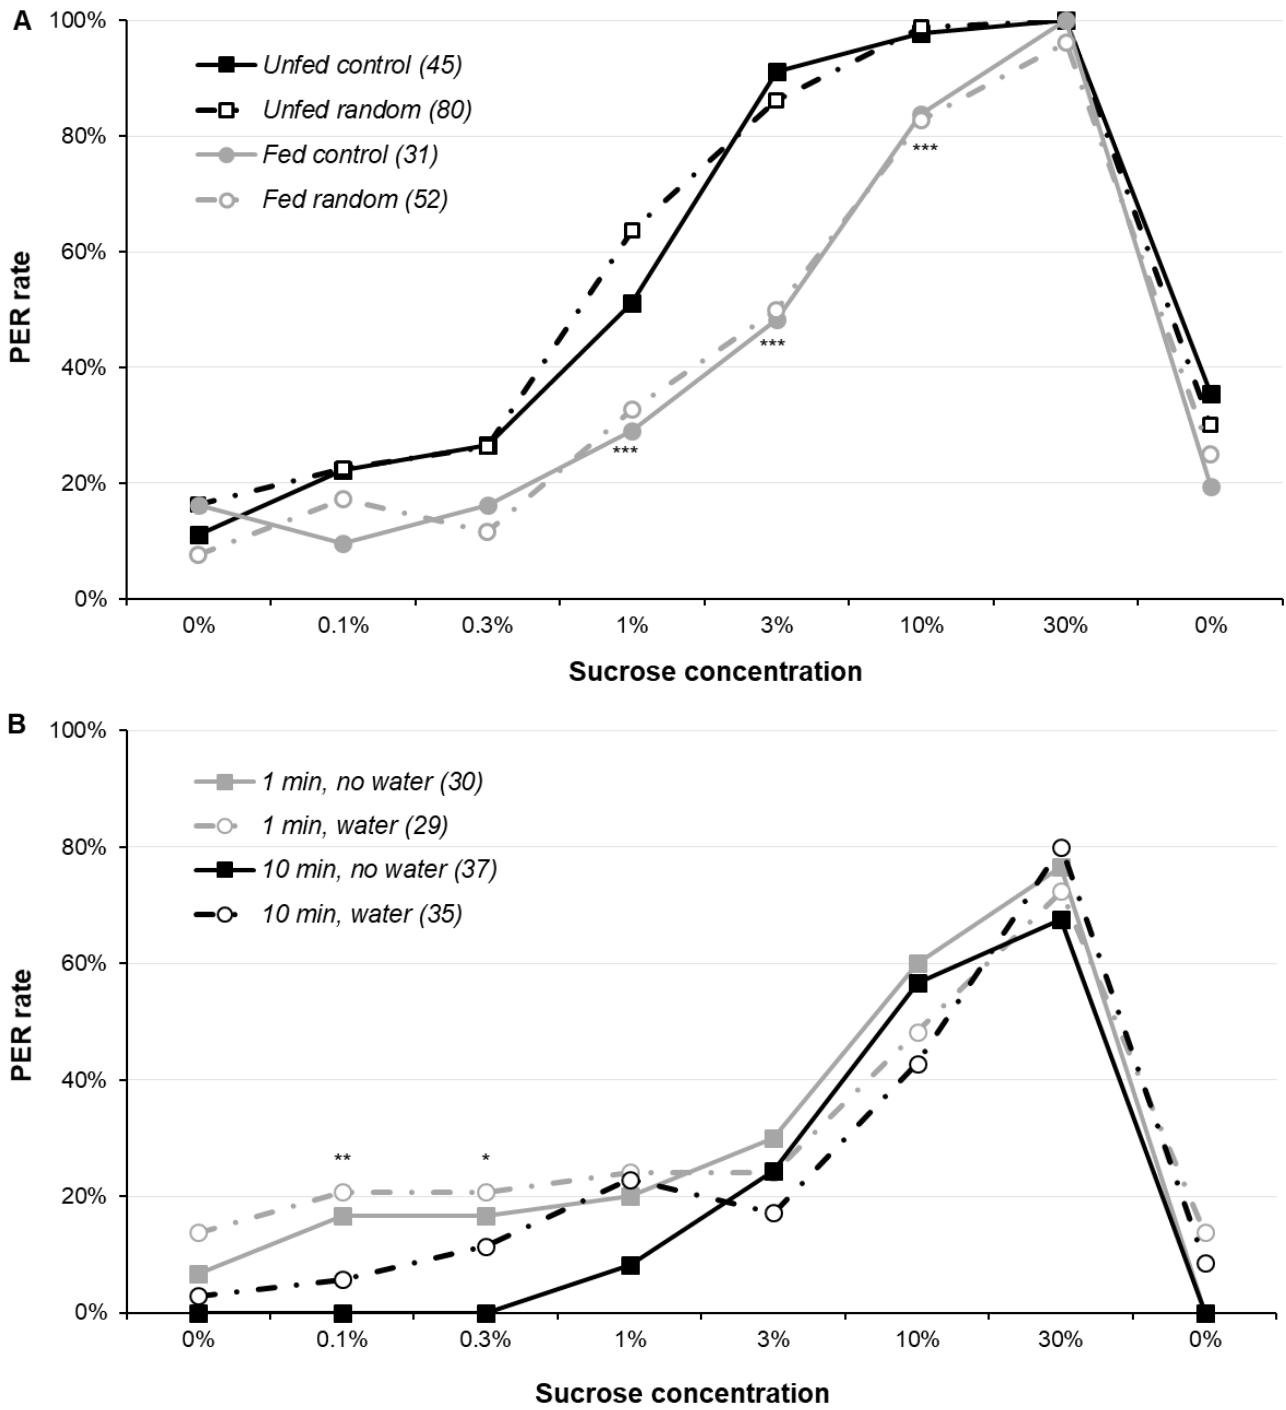 A
100%
80%
60%
40%
20%
0%
PER rate
Unfed control (45)
Unfed random (80)
Fed control (31)
Fed random (52)
***
***
***
0% 0.1% 0.3% 1% 3% 10% 30% 0%
Sucrose concentration
B
100%
80%
60%
40%
20%
0%
PER rate
1 min, no water (30)
1 min, water (29)
10 min, no water (37)
10 min, water (35)
** *
0% 0.1% 0.3% 1% 3% 10% 30% 0%
Sucrose concentration